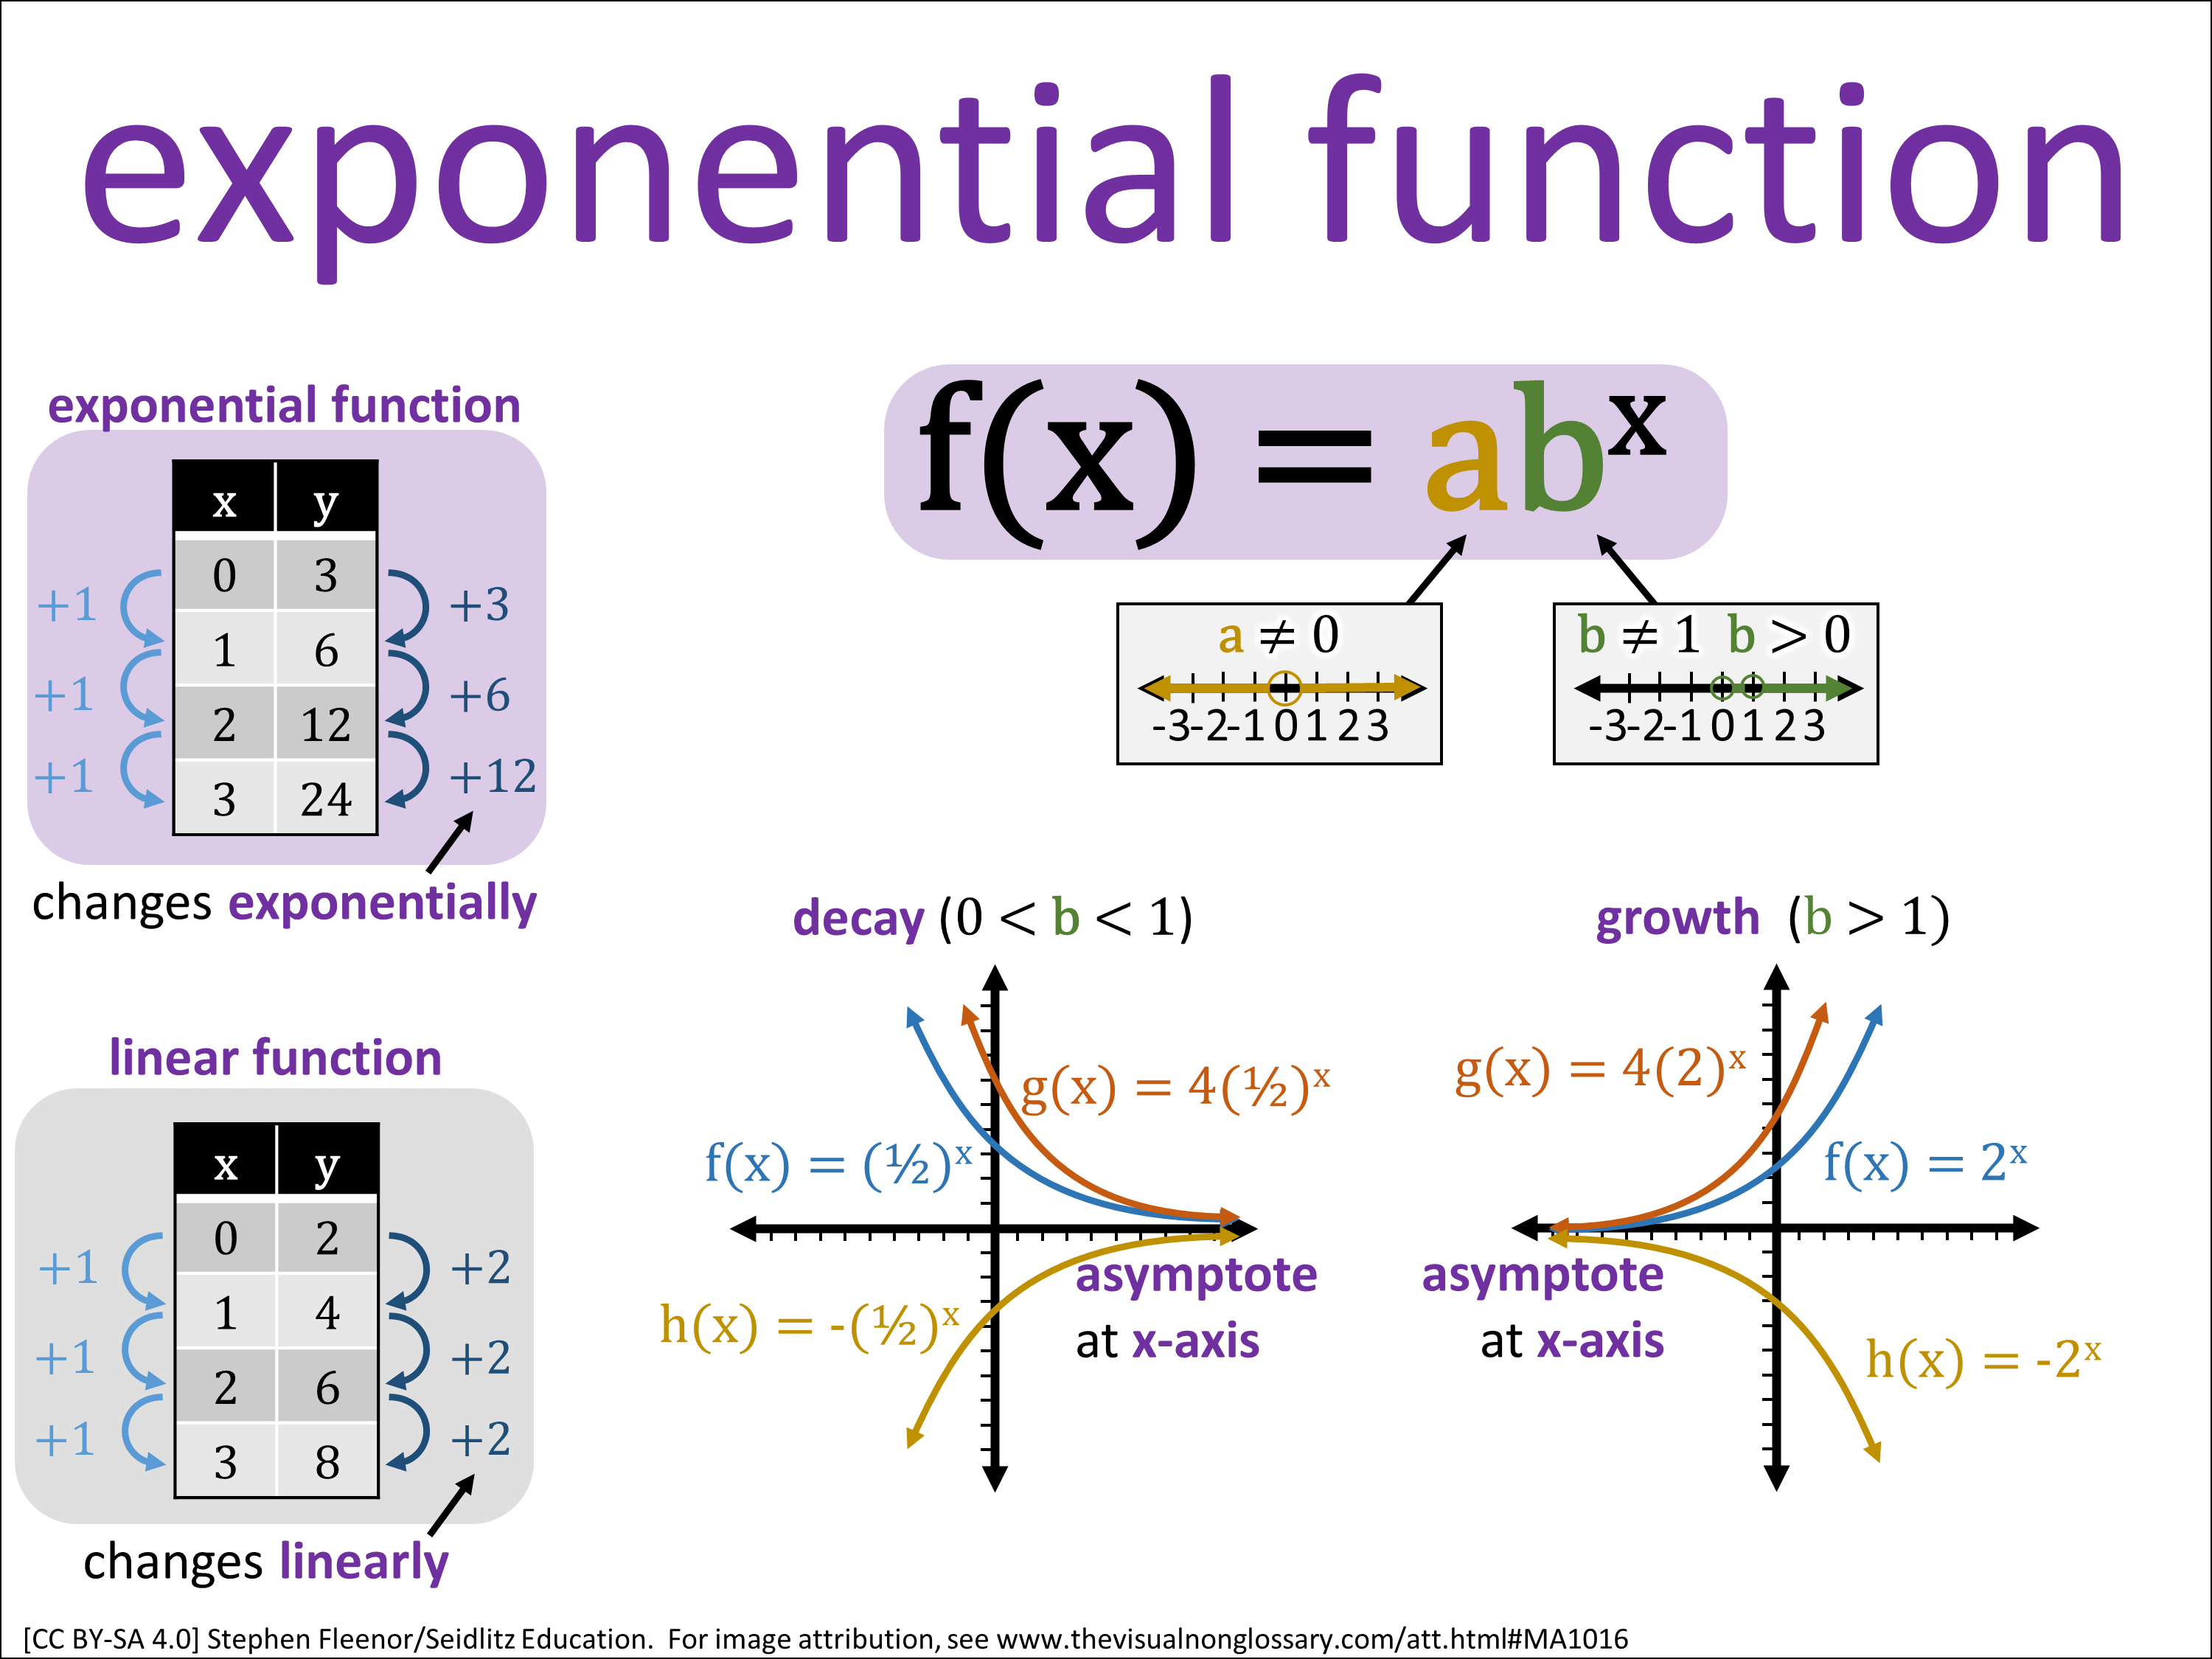 exponential function
exponential function
x y
0 3
1 6
2 12
3 24
+1
+1
+1
+3
+6
+12
changes exponentially
linear function
x y
0 2
1 4
2 6
3 8
+1
+1
+1
+2
+2
+2
changes linearly
f(x) = abˣ
a ≠ 0
-3 -2 -1 0 1 2 3
b ≠ 1 b > 0
-3 -2 -1 0 1 2 3
decay (0 < b < 1)
g(x) = 4(½)ˣ
f(x) = (½)ˣ
h(x) = -(½)ˣ
asymptote
at x-axis
growth (b > 1)
g(x) = 4(2)ˣ
f(x) = 2ˣ
asymptote
at x-axis
h(x) = -2ˣ
[CC BY-SA 4.0] Stephen Fleenor/Seidlitz Education. For image attribution, see www.thevisualnonglossary.com/att.html#MA1016